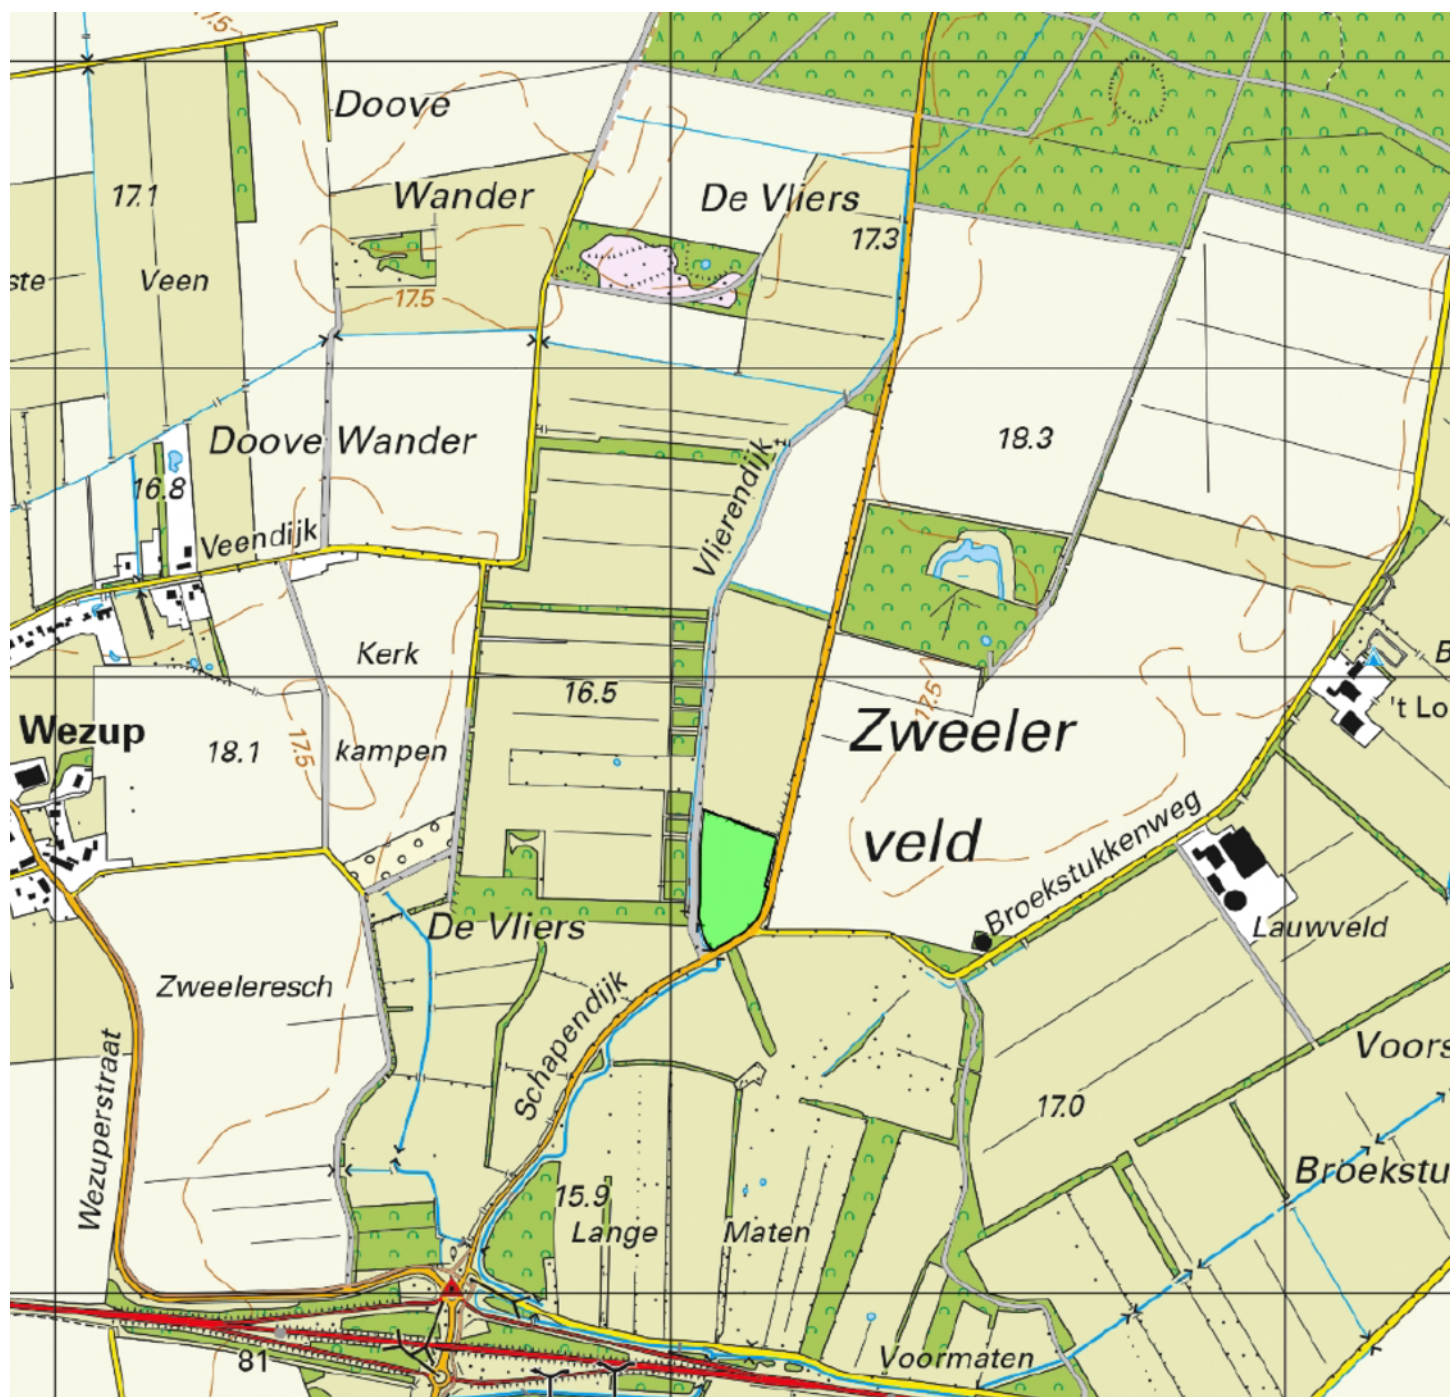 17.5
Doove
Wander
De Vliers
17.1
17.3
ste
Veen
17.5
Doove Wander
18.3
16.8
Vlierendijk
Veendijk
Kerk
16.5
B
't Lo
17.5
Wezup
18.1
17.5
kampen
Zweeler
veld
Broekstukkenweg
De Vliers
Lauwveld
Zweeleresch
Schapendijk
Voors
Wezuperstraat
17.0
Broekstu
15.9
Lange
Maten
81
Voormaten